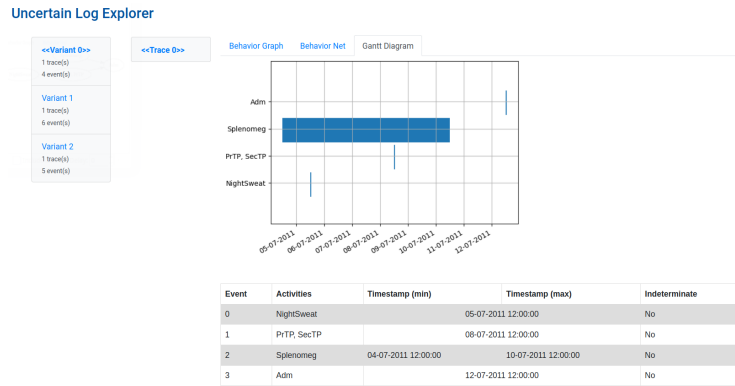 Uncertain Log Explorer
<<Variant 0>>
1 trace(s)
4 event(s)
Variant 1
1 trace(s)
6 event(s)
Variant 2
1 trace(s)
5 event(s)
<<Trace 0>>
Behavior Graph Behavior Net Gantt Diagram
Adm
Splenomeg
PrTP, SecTP
NightSweat
05-07-2011 06-07-2011 07-07-2011 08-07-2011 09-07-2011 10-07-2011 11-07-2011 12-07-2011
Event Activities Timestamp (min) Timestamp (max) Indeterminate
0 NightSweat 05-07-2011 12:00:00 No
1 PrTP, SecTP 08-07-2011 12:00:00 No
2 Splenomeg 04-07-2011 12:00:00 10-07-2011 12:00:00 No
3 Adm 12-07-2011 12:00:00 No